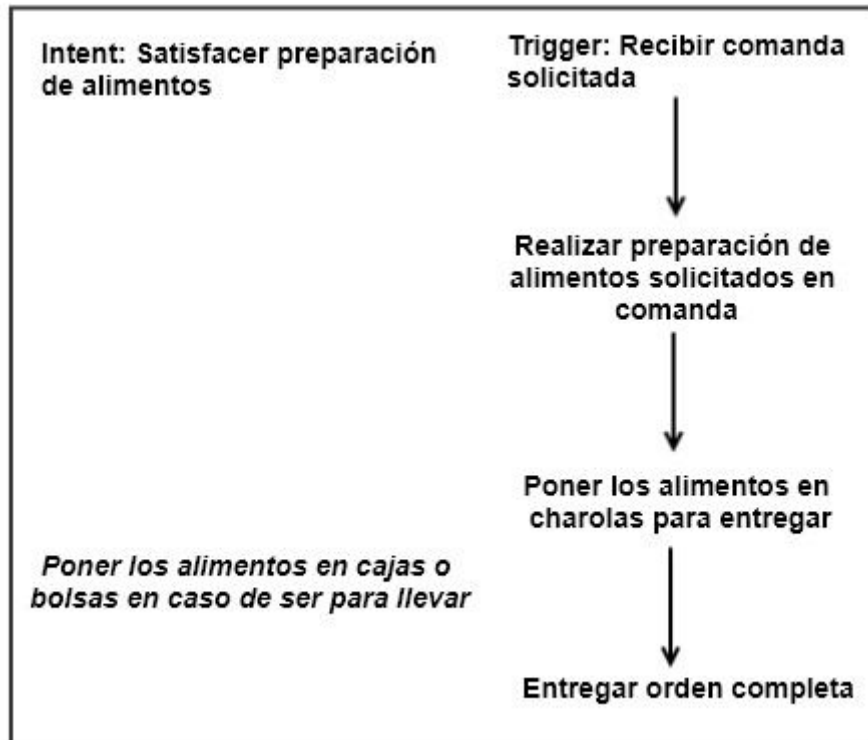 Intent: Satisfacer preparación
de alimentos
Trigger: Recibir comanda
solicitada
Realizar preparación de
alimentos solicitados en
comanda
Poner los alimentos en
charolas para entregar
Poner los alimentos en cajas o
bolsas en caso de ser para llevar
Entregar orden completa